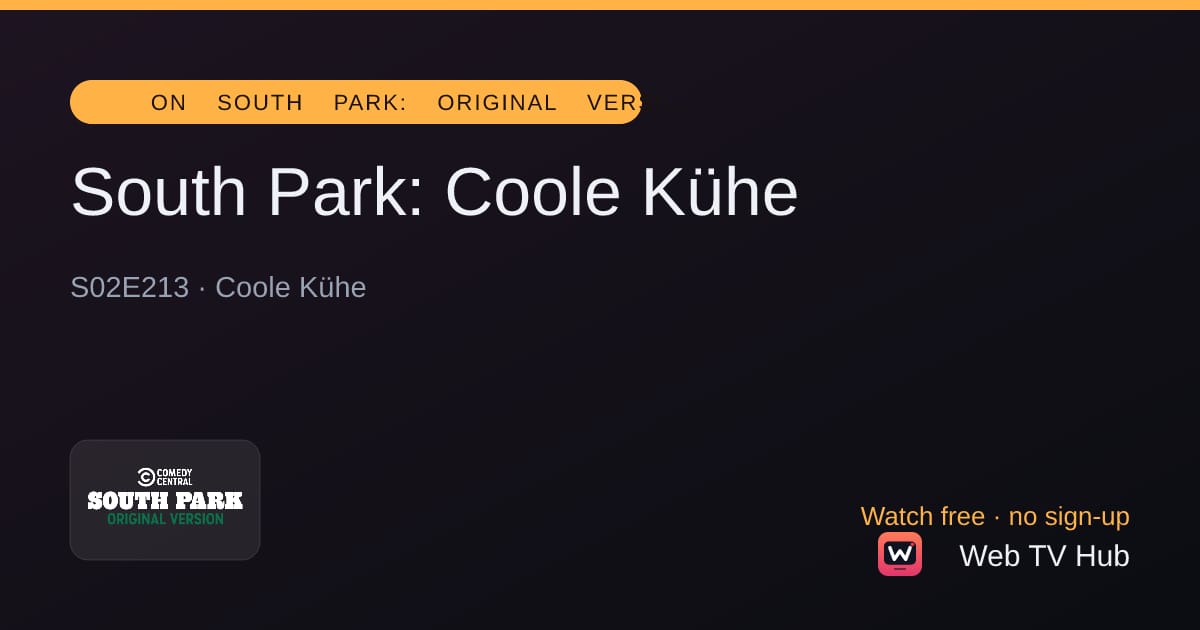 ON SOUTH PARK: ORIGINAL
South Park: Coole Kühe
S02E213 · Coole Kühe
COMEDY
CENTRAL
SOUTH PARK
ORIGINAL VERSION
Watch free · no sign-up
W
Web TV Hub